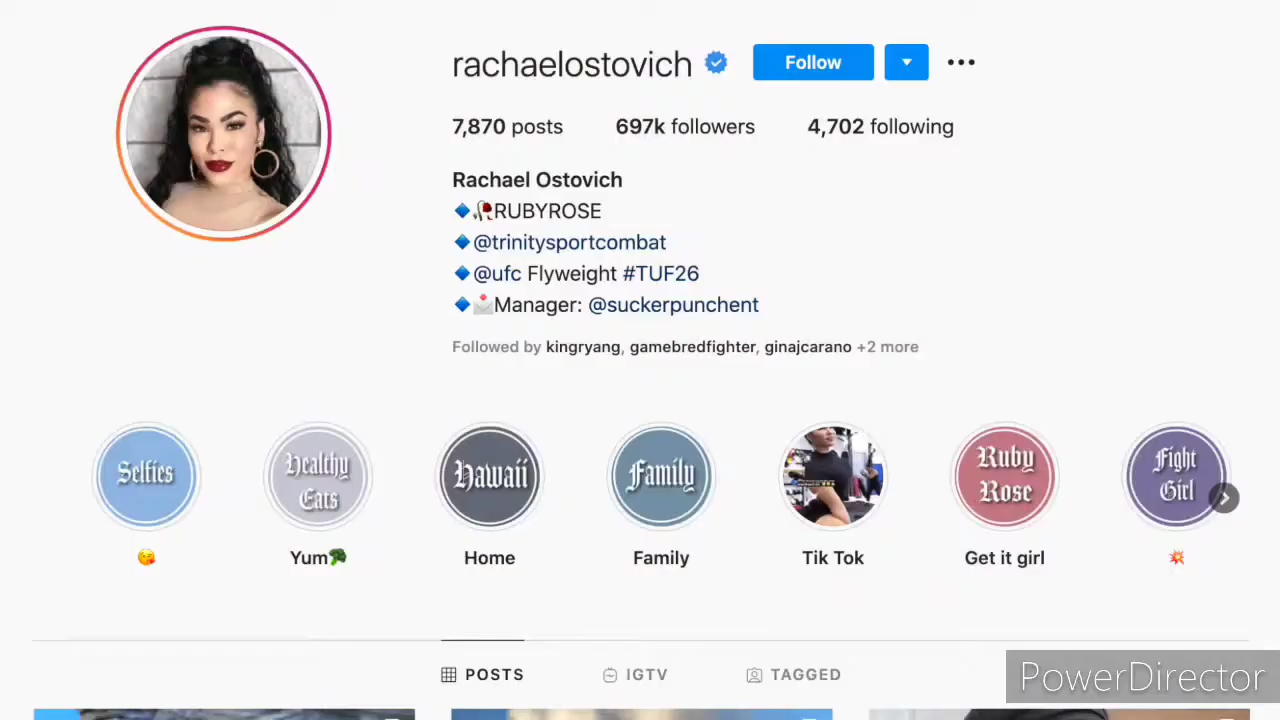 rachaelostovich
Follow
7,870 posts 697k followers 4,702 following
Rachael Ostovich
🔹🥀RUBYROSE
🔹@trinitysportcombat
🔹@ufc Flyweight #TUF26
🔹📩Manager: @suckerpunchent
Followed by kingryang, gamebredfighter, ginajcarano +2 more
Selfies
Healthy
Eats
Hawaii
Family
Ruby
Rose
Fight
Girl
😘
Yum🥦
Home
Family
Tik Tok
Get it girl
💥
POSTS
IGTV
TAGGED
PowerDirector